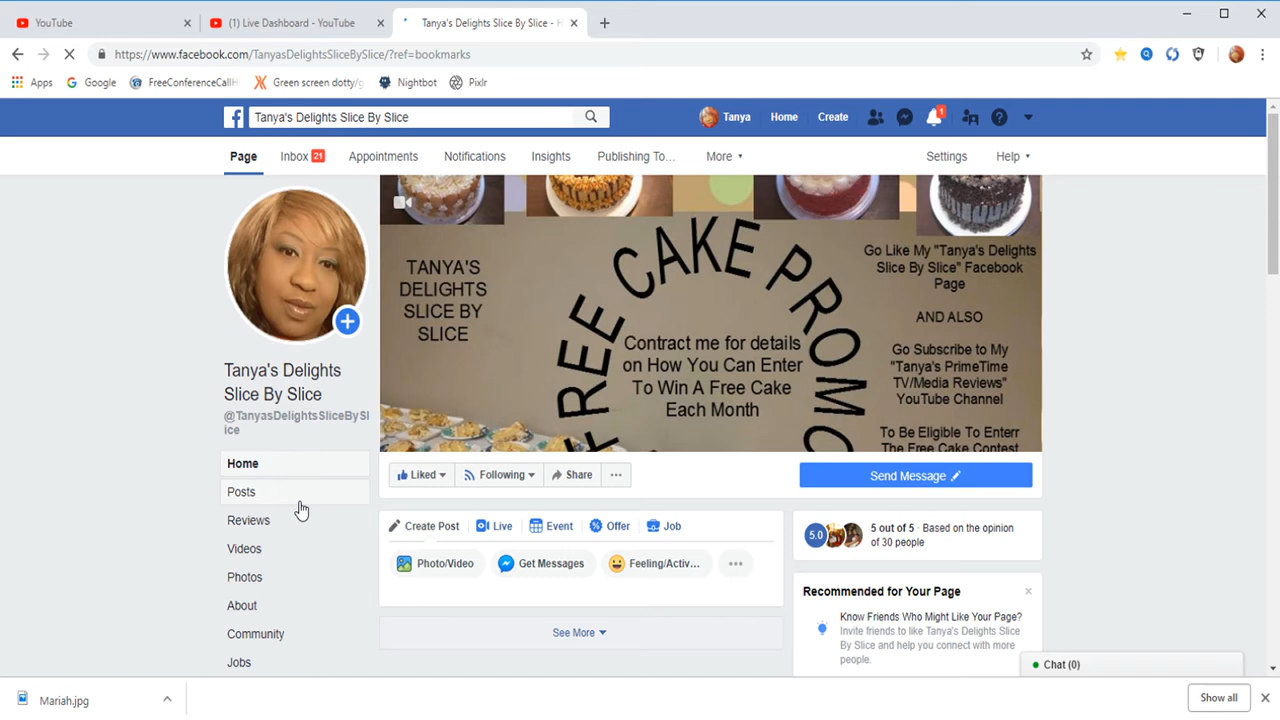 YouTube
(1) Live Dashboard - YouTube
Tanya's Delights Slice By Slice - H
https://www.facebook.com/TanyasDelightsSliceBySlice/?ref=bookmarks
Apps
Google
FreeConferenceCallH
Green screen dotty/g
Nightbot
Pixlr
Tanya's Delights Slice By Slice
Tanya
Home
Create
1
Page
Inbox 21
Appointments
Notifications
Insights
Publishing To...
More
Settings
Help
Tanya's Delights
Slice By Slice
@TanyasDelightsSliceBySl
ice
Home
Posts
Reviews
Videos
Photos
About
Community
Jobs
TANYA'S
DELIGHTS
SLICE BY
SLICE
FREE CAKE PROMO
Contract me for details
on How You Can Enter
To Win A Free Cake
Each Month
Go Like My "Tanya's Delights
Slice By Slice" Facebook
Page
AND ALSO
Go Subscribe to My
"Tanya's PrimeTime
TV/Media Reviews"
YouTube Channel
To Be Eligible To Enterr
The Free Cake Contest
Liked
Following
Share
Send Message
Create Post
Live
Event
Offer
Job
Photo/Video
Get Messages
Feeling/Activ...
See More
5.0
5 out of 5 · Based on the
opinion of 30 people
Recommended for Your Page
Know Friends Who Might Like Your Page?
Invite friends to like Tanya's Delights Slice
By Slice and help you connect with more
people.
Chat (0)
Mariah.jpg
Show all